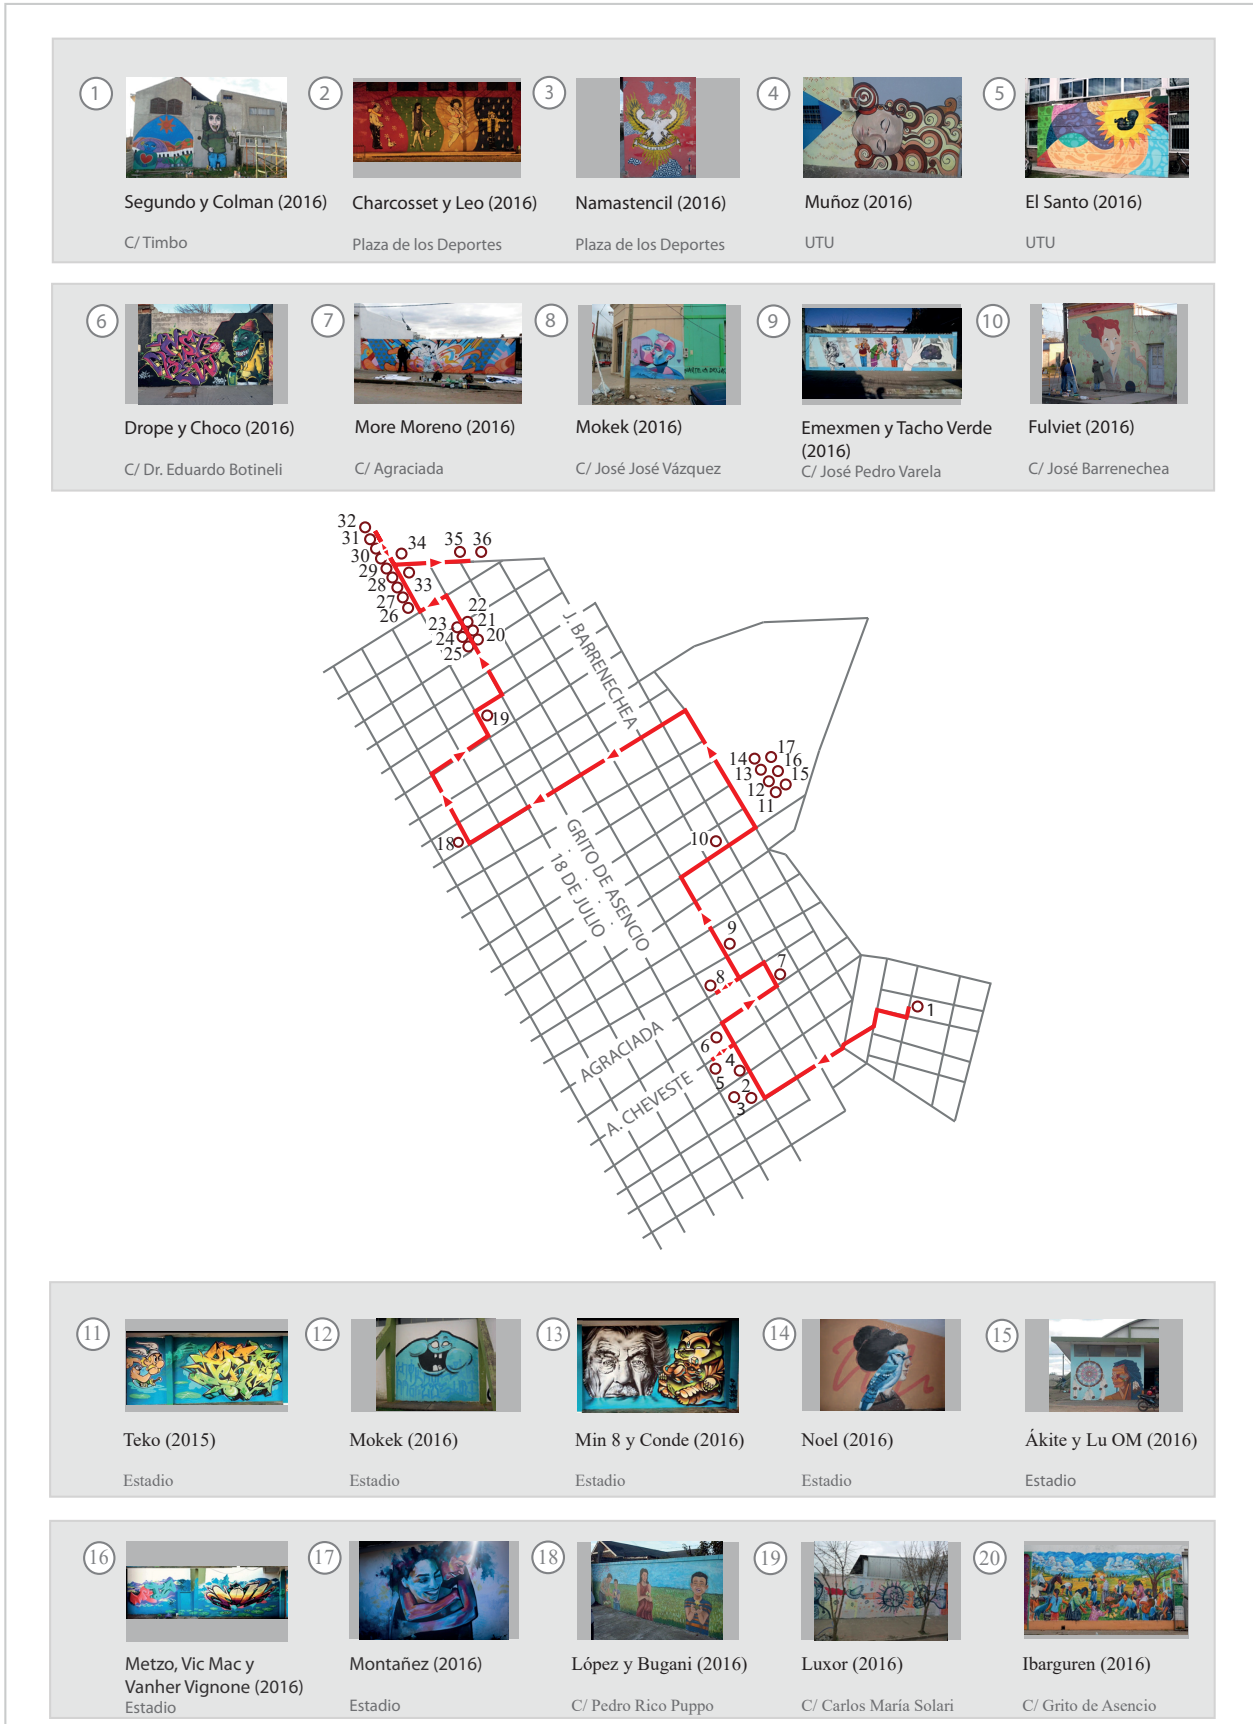 1
2
3
4
5
Segundo y Colman (2016)
Charcosset y Leo (2016)
Namastencil (2016)
Muñoz (2016)
El Santo (2016)
C/ Timbo
Plaza de los Deportes
Plaza de los Deportes
UTU
UTU
6
7
8
9
10
Drope y Choco (2016)
More Moreno (2016)
Mokek (2016)
Emexmen y Tacho Verde
(2016)
Fulviet (2016)
C/ Dr. Eduardo Botineli
C/ Agraciada
C/ José José Vázquez
C/ José Pedro Varela
C/ José Barrenechea
32
31
30
29
28
27
26
34
33
35
36
22
21
20
23
24
25
19
18
J. BARRENECHEA
GRITO DE ASENCIO
18 DE JULIO
AGRACIADA
A. CHEVESTE
17
16
15
14
13
12
11
10
9
8
7
6
5
4
2
3
1
11
12
13
14
15
Teko (2015)
Mokek (2016)
Min 8 y Conde (2016)
Noel (2016)
Ákite y Lu OM (2016)
Estadio
Estadio
Estadio
Estadio
Estadio
16
17
18
19
20
Metzo, Vic Mac y
Vanher Vignone (2016)
Montañez (2016)
López y Bugani (2016)
Luxor (2016)
Ibarguren (2016)
Estadio
Estadio
C/ Pedro Rico Puppo
C/ Carlos María Solari
C/ Grito de Asencio